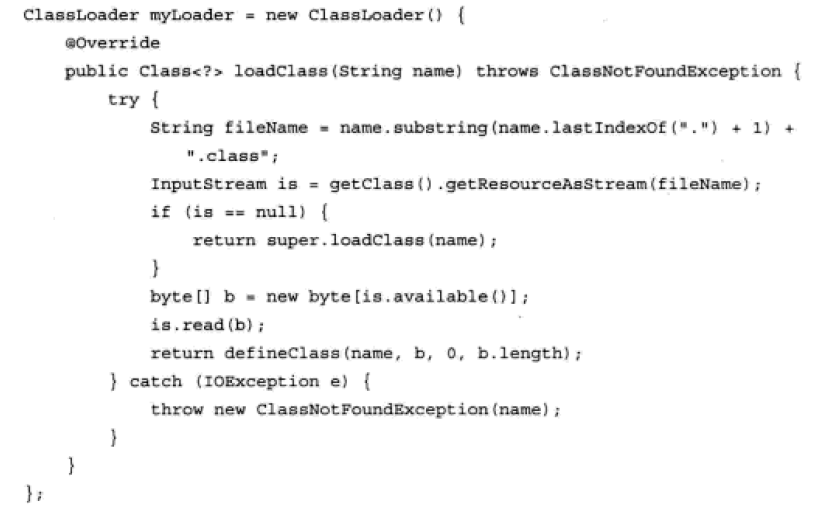 ClassLoader myLoader = new ClassLoader() {
@Override
public Class<?> loadClass(String name) throws ClassNotFoundException {
try {
String fileName = name.substring(name.lastIndexOf(".") + 1) +
".class";
InputStream is = getClass().getResourceAsStream(fileName);
if (is == null) {
return super.loadClass(name);
}
byte[] b = new byte[is.available()];
is.read(b);
return defineClass(name, b, 0, b.length);
} catch (IOException e) {
throw new ClassNotFoundException(name);
}
}
};